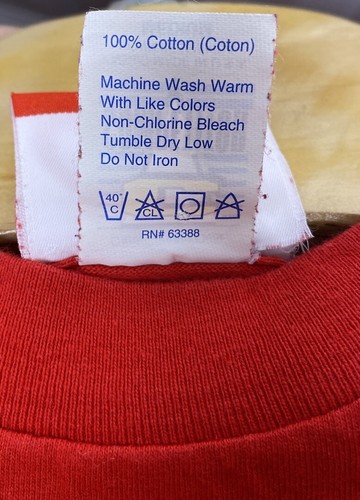 100% Cotton (Coton)
Machine Wash Warm
With Like Colors
Non-Chlorine Bleach
Tumble Dry Low
Do Not Iron
40°
C
CL
RN# 63388